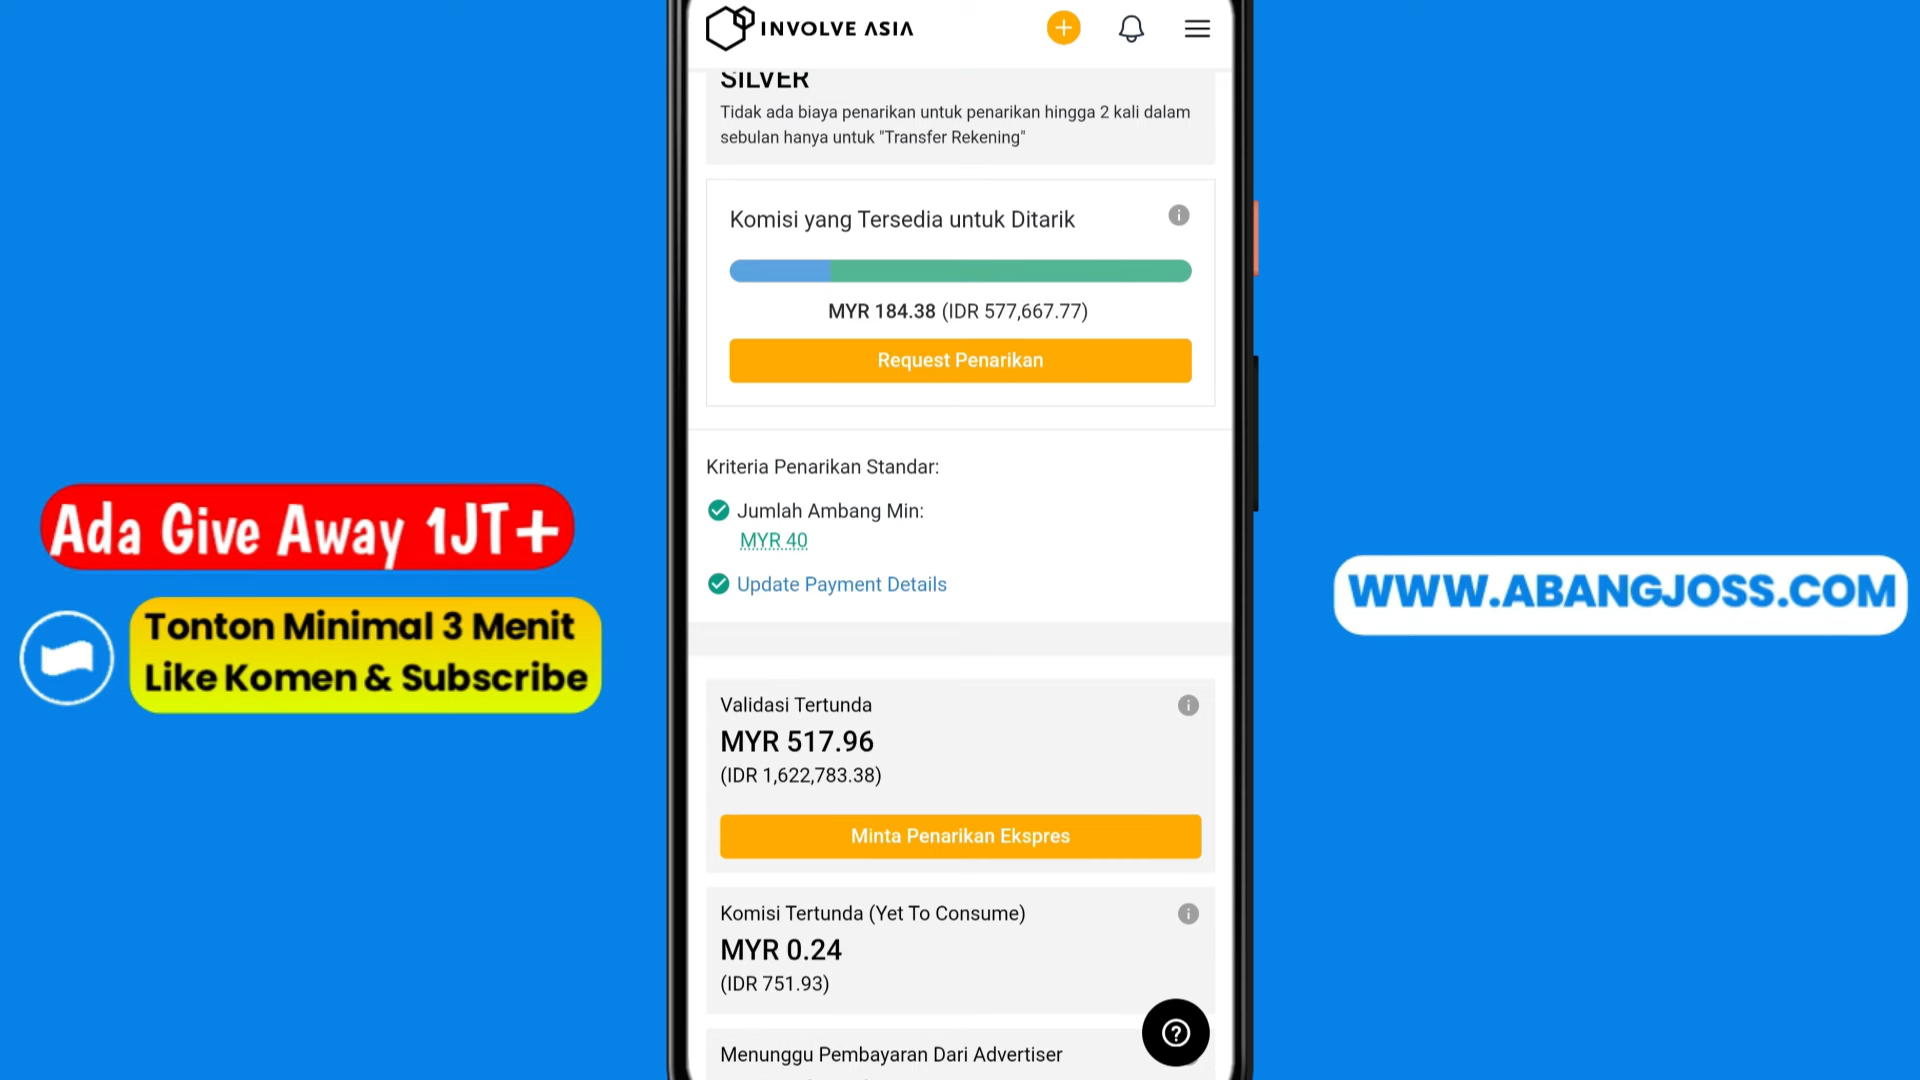 INVOLVE ASIA
SILVER
Tidak ada biaya penarikan untuk penarikan hingga 2 kali dalam
sebulan hanya untuk "Transfer Rekening"
Komisi yang Tersedia untuk Ditarik
MYR 184.38 (IDR 577,667.77)
Request Penarikan
Kriteria Penarikan Standar:
Jumlah Ambang Min:
MYR 40
Update Payment Details
Validasi Tertunda
MYR 517.96
(IDR 1,622,783.38)
Minta Penarikan Ekspres
Komisi Tertunda (Yet To Consume)
MYR 0.24
(IDR 751.93)
Menunggu Pembayaran Dari Advertiser
Ada Give Away 1JT+
Tonton Minimal 3 Menit
Like Komen & Subscribe
WWW.ABANGJOSS.COM